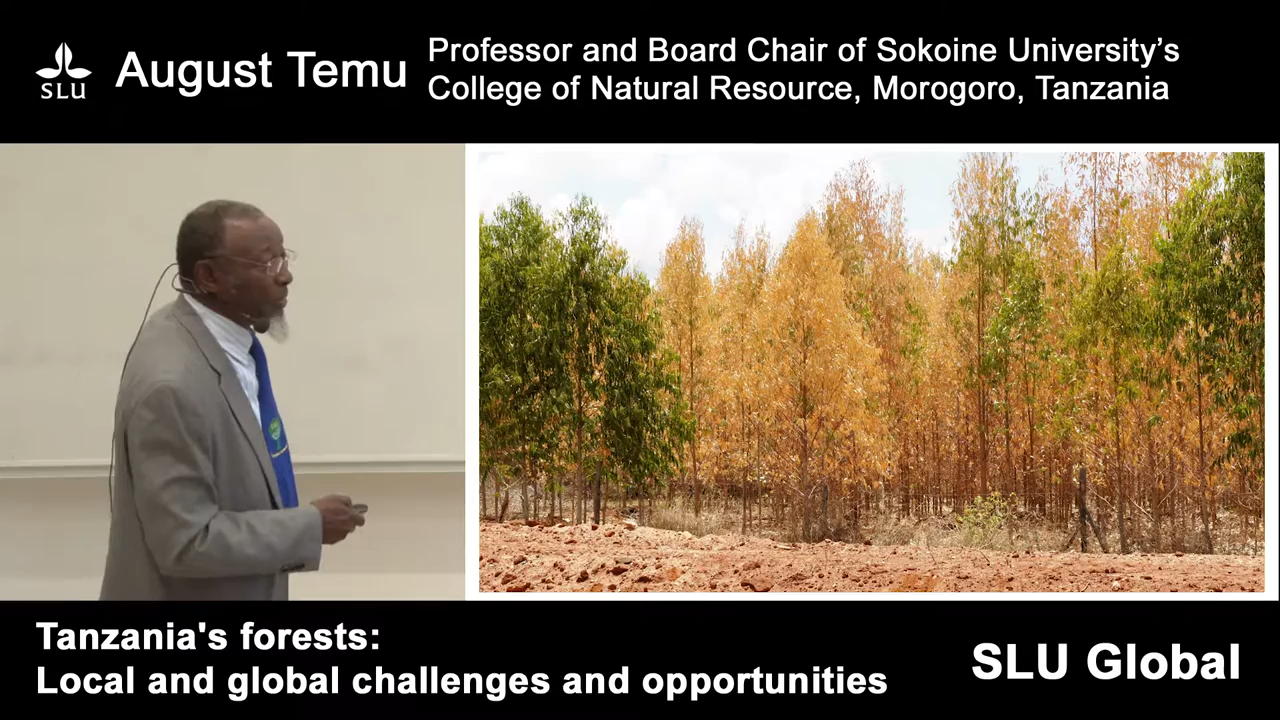 SLU
August Temu
Professor and Board Chair of Sokoine University’s
College of Natural Resource, Morogoro, Tanzania
Tanzania's forests:
Local and global challenges and opportunities
SLU Global